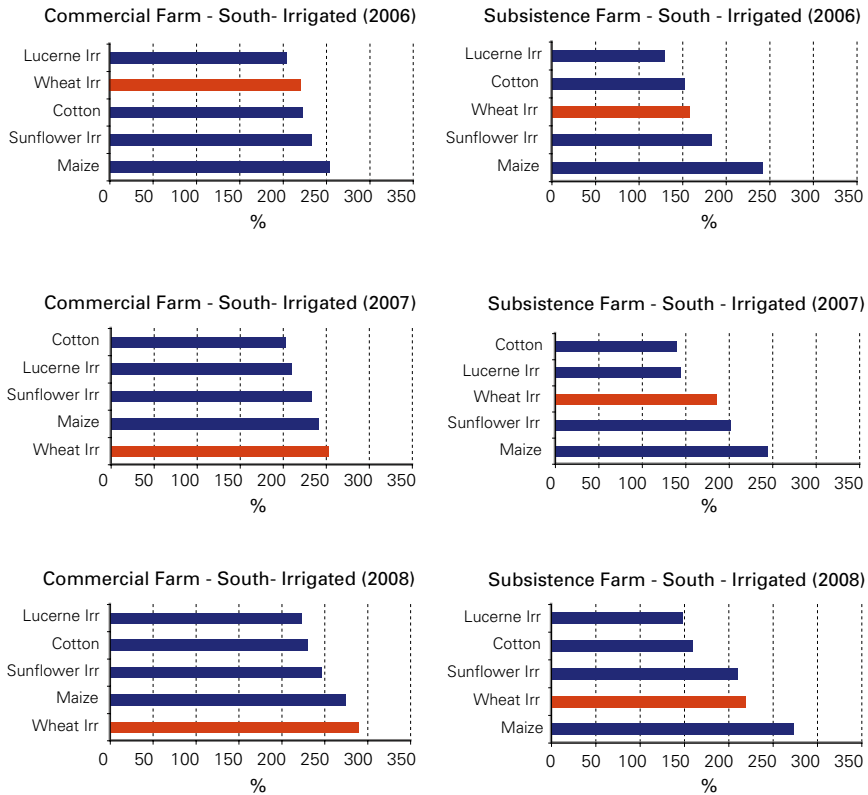 Commercial Farm - South- Irrigated (2006)
Lucerne Irr
Wheat Irr
Cotton
Sunflower Irr
Maize
0 50 100 150 200 250 300 350
%
Subsistence Farm - South - Irrigated (2006)
Lucerne Irr
Cotton
Wheat Irr
Sunflower Irr
Maize
0 50 100 150 200 250 300 350
%
Commercial Farm - South- Irrigated (2007)
Cotton
Lucerne Irr
Sunflower Irr
Maize
Wheat Irr
0 50 100 150 200 250 300 350
%
Subsistence Farm - South - Irrigated (2007)
Cotton
Lucerne Irr
Wheat Irr
Sunflower Irr
Maize
0 50 100 150 200 250 300 350
%
Commercial Farm - South- Irrigated (2008)
Lucerne Irr
Cotton
Sunflower Irr
Maize
Wheat Irr
0 50 100 150 200 250 300 350
%
Subsistence Farm - South - Irrigated (2008)
Lucerne Irr
Cotton
Sunflower Irr
Wheat Irr
Maize
0 50 100 150 200 250 300 350
%